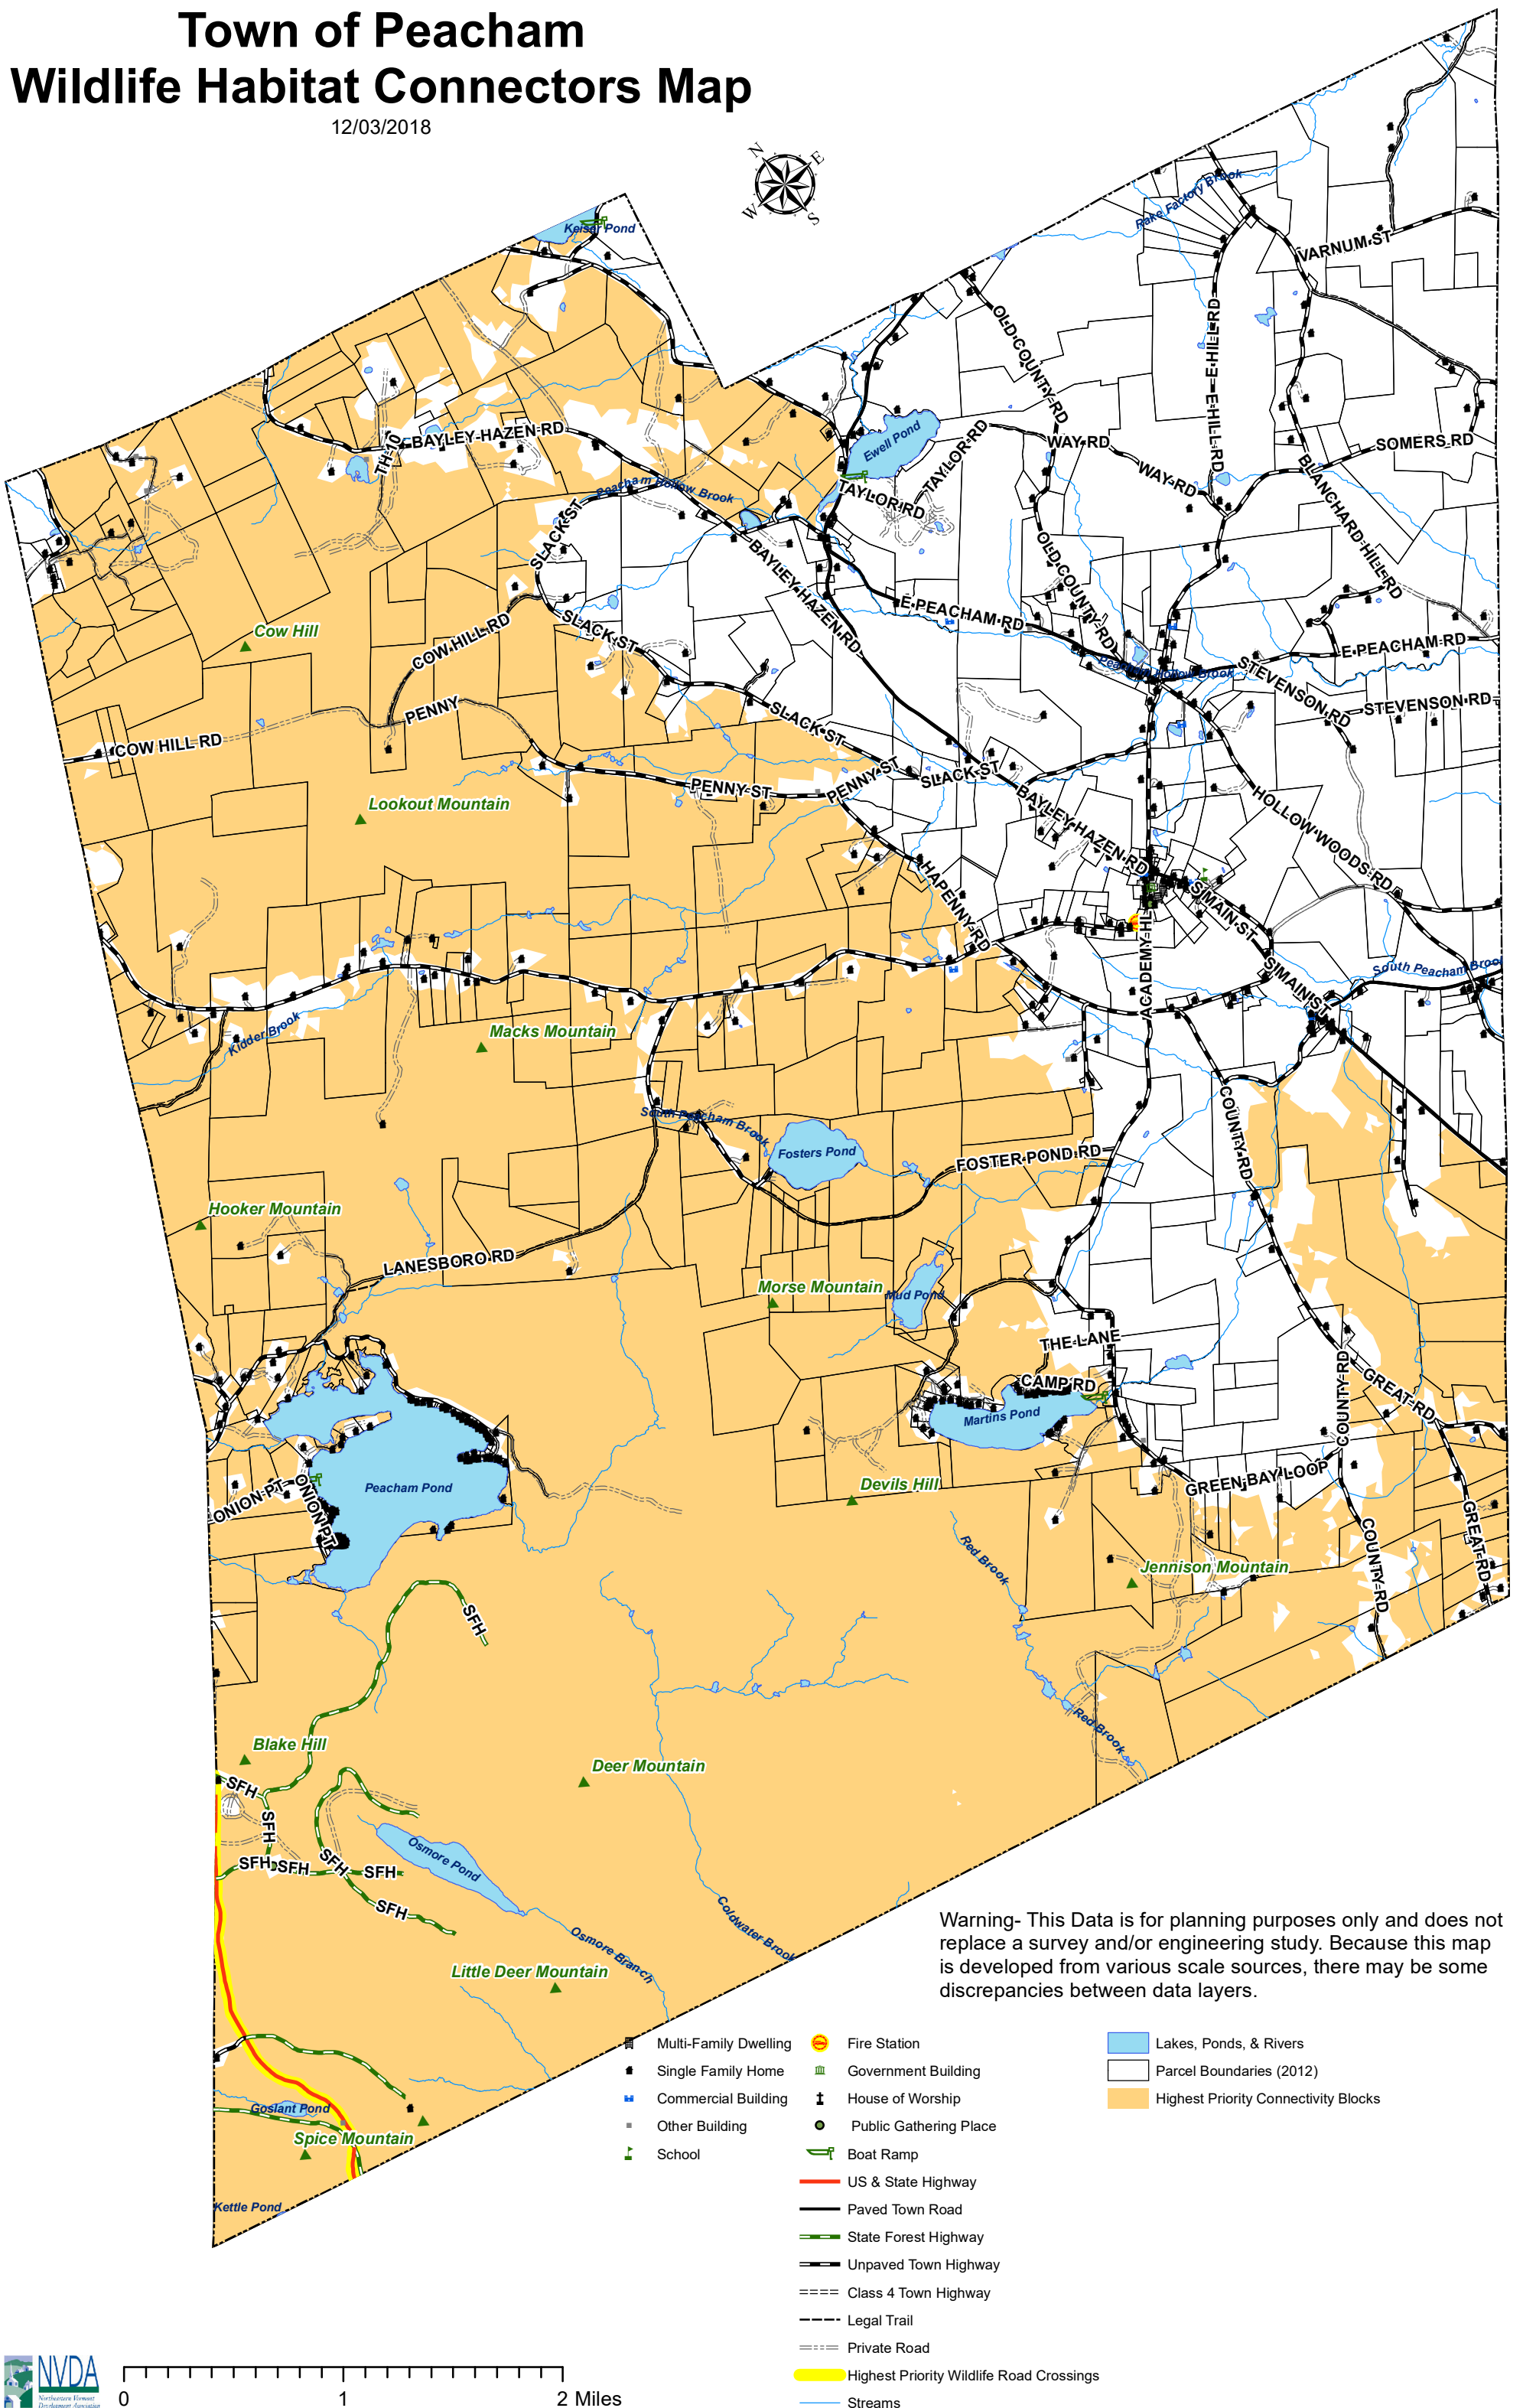 Town of Peacham
Wildlife Habitat Connectors Map
12/03/2018
N
E
W
S
Keiser Pond
Rake Factory Brook
VARNUM ST
OLD COUNTY RD
E HILL RD
E HILL RD
BAYLEY HAZEN RD
TH 10
Ewell Pond
TAYLOR RD
TAYLOR RD
WAY RD
WAY RD
SOMERS RD
BLANCHARD HILL RD
Peacham Hollow Brook
SLACK ST
BAYLEY HAZEN RD
OLD COUNTY RD
E PEACHAM RD
E PEACHAM RD
Cow Hill
COW HILL RD
SLACK ST
Peacham Hollow Brook
STEVENSON RD
STEVENSON RD
PENNY
COW HILL RD
SLACK ST
PENNY ST
PENNY ST
SLACK ST
BAYLEY HAZEN RD
HOLLOW WOODS RD
Lookout Mountain
HAPENNY RD
S MAIN ST
ACADEMY HIL
S MAIN ST
South Peacham Brook
Kidder Brook
Macks Mountain
South Peacham Brook
Fosters Pond
FOSTER POND RD
COUNTY RD
Hooker Mountain
LANESBORO RD
Morse Mountain
Mud Pond
THE LANE
CAMP RD
Martins Pond
COUNTY RD
GREAT RD
Peacham Pond
ONION PT
ONION PT
Devils Hill
GREEN BAY LOOP
COUNTY RD
GREAT RD
Red Brook
Jennison Mountain
SFH
Red Brook
Blake Hill
Deer Mountain
SFH
SFH
SFH
SFH
SFH
SFH
SFH
Osmore Pond
Coldwater Brook
Osmore Branch
Little Deer Mountain
Goslant Pond
Spice Mountain
Kettle Pond
Warning- This Data is for planning purposes only and does not
replace a survey and/or engineering study. Because this map
is developed from various scale sources, there may be some
discrepancies between data layers.
Multi-Family Dwelling
Single Family Home
Commercial Building
Other Building
School
Fire Station
Government Building
House of Worship
Public Gathering Place
Boat Ramp
US & State Highway
Paved Town Road
State Forest Highway
Unpaved Town Highway
Class 4 Town Highway
Legal Trail
Private Road
Highest Priority Wildlife Road Crossings
Streams
Lakes, Ponds, & Rivers
Parcel Boundaries (2012)
Highest Priority Connectivity Blocks
NVDA
Northeastern Vermont
Development Association
0
1
2 Miles